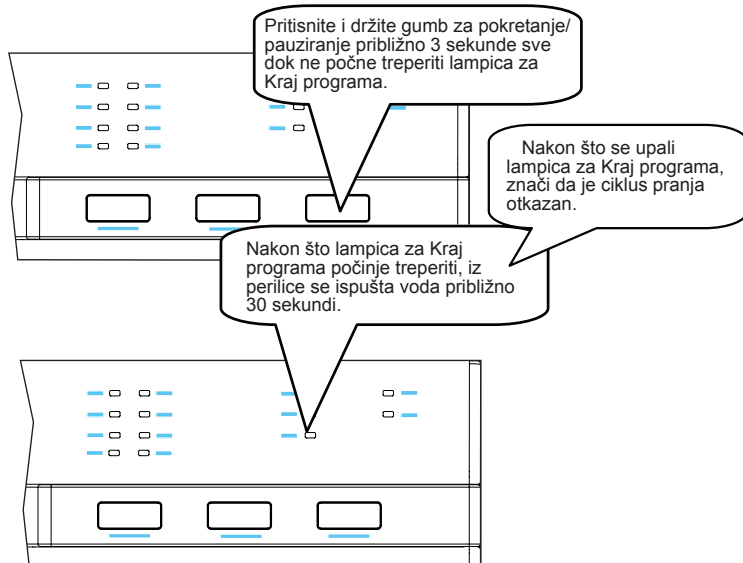 Pritisnite i držite gumb za pokretanje/
pauziranje približno 3 sekunde sve
dok ne počne treperiti lampica za
Kraj programa.
Nakon što se upali
lampica za Kraj programa,
znači da je ciklus pranja
otkazan.
Nakon što lampica za Kraj
programa počinje treperiti, iz
perilice se ispušta voda približno
30 sekundi.